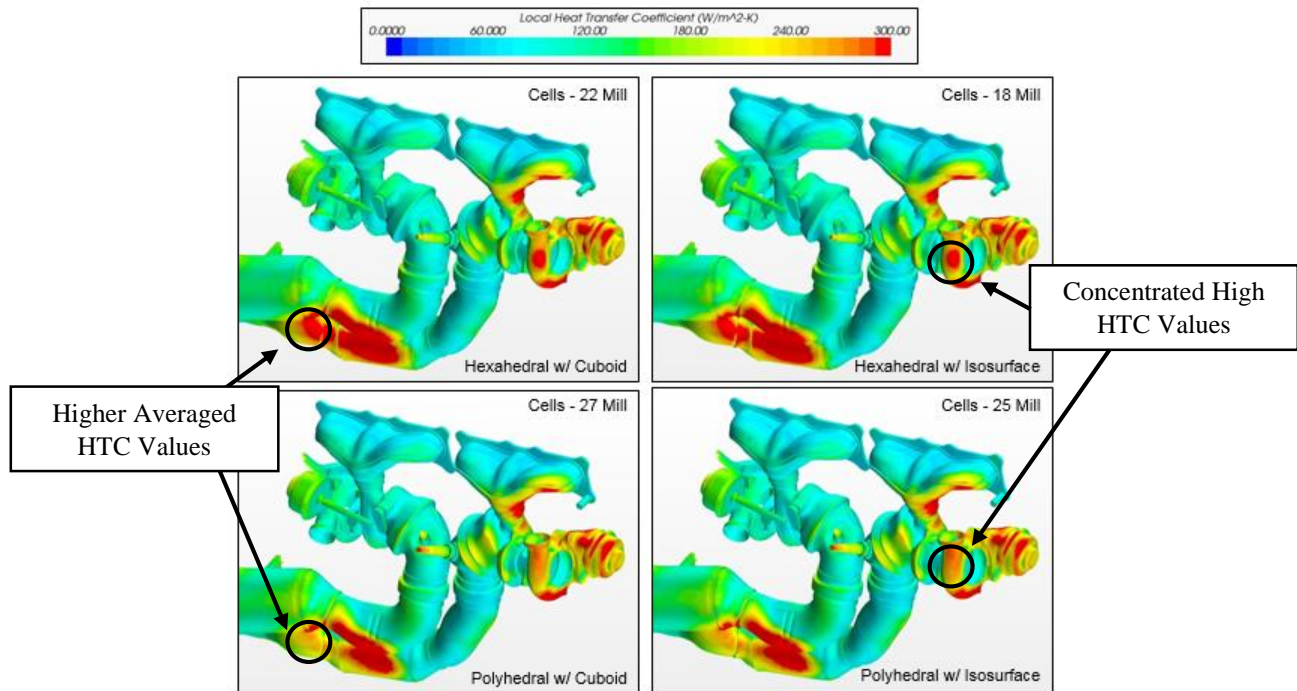 Local Heat Transfer Coefficient (W/m^2-K)
0.0000 60.000 120.00 180.00 240.00 300.00
Cells - 22 Mill
Hexahedral w/ Cuboid
Cells - 18 Mill
Hexahedral w/ Isosurface
Concentrated High
HTC Values
Higher Averaged
HTC Values
Cells - 27 Mill
Polyhedral w/ Cuboid
Cells - 25 Mill
Polyhedral w/ Isosurface